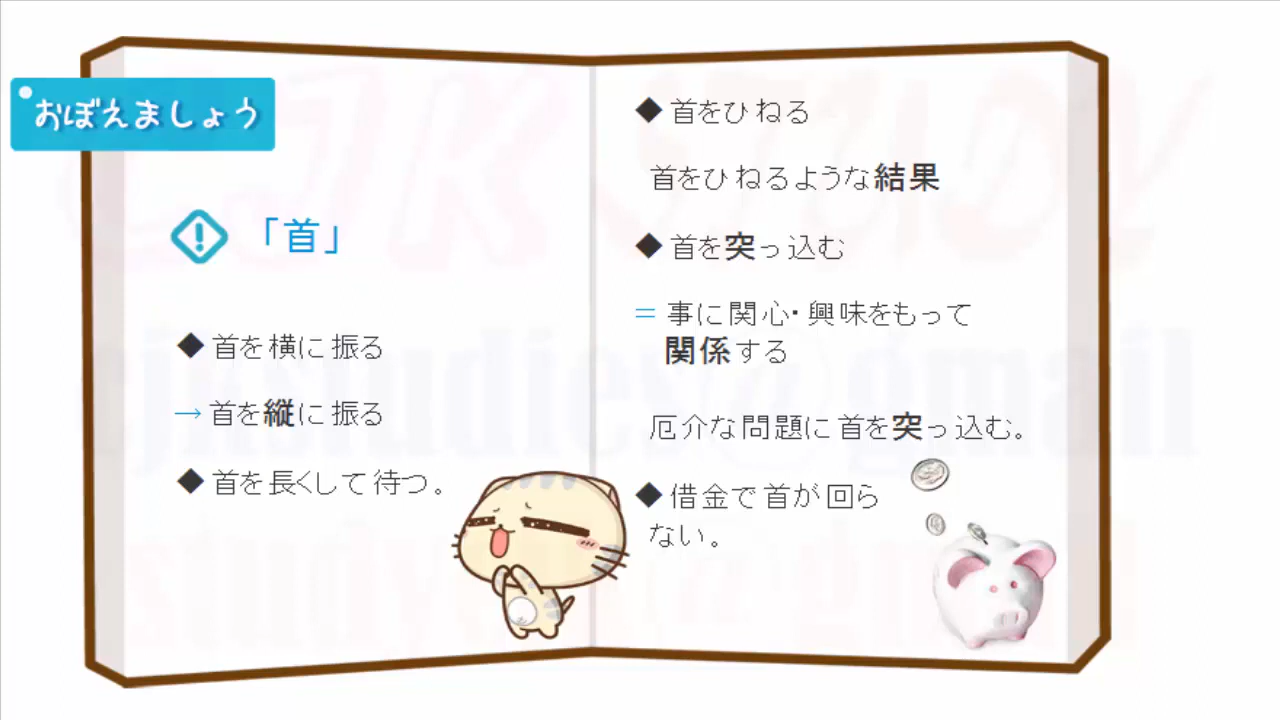 おぼえましょう
「首」
◆首を横に振る
→首を縦に振る
◆首を長くして待つ。
◆首をひねる
首をひねるような結果
◆首を突っ込む
＝事に関心・興味をもって
関係する
厄介な問題に首を突っ込む。
◆借金で首が回ら
ない。
CJK STUDY
cjkstudies@gmail